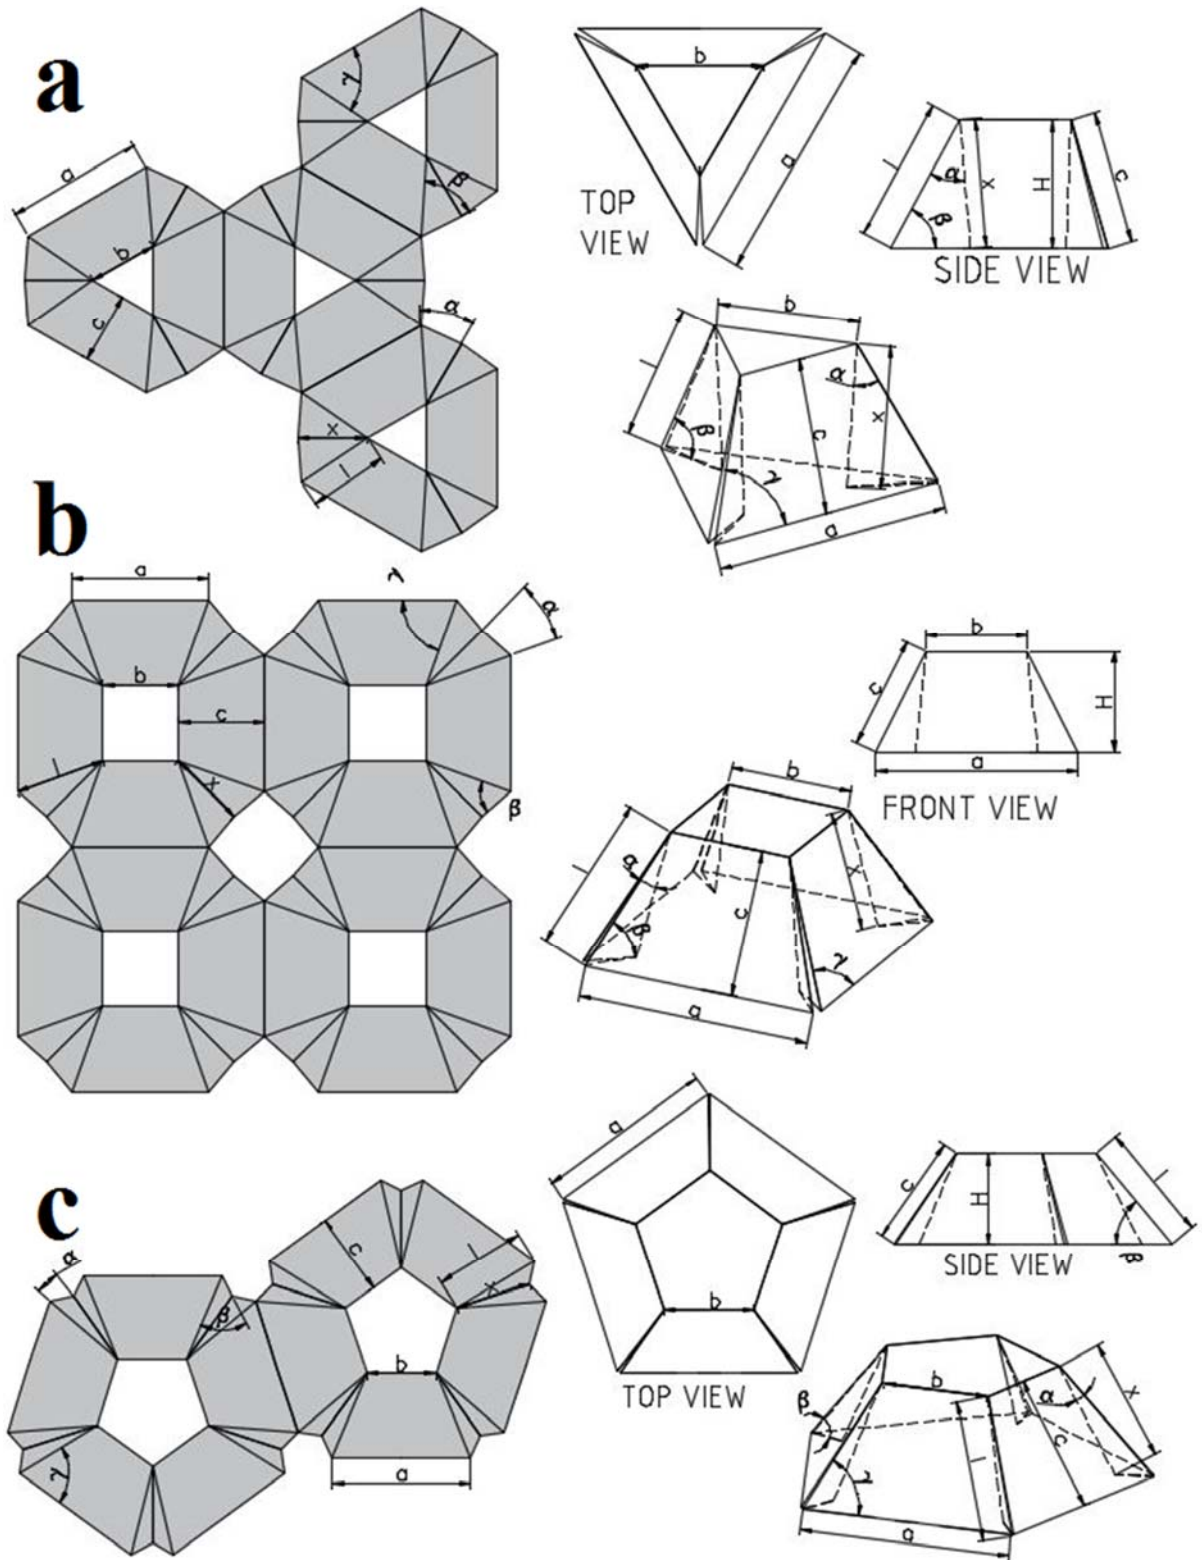 a
γ
b
a
a
β
TOP
VIEW
l
α
x
H
c
β
SIDE VIEW
a
b
c
α
x
l
b
l
α
x
β
c
γ
a
b
a
γ
α
b
c
l
x
β
b
c
H
a
FRONT VIEW
b
l
α
x
c
β
γ
a
c
a
b
TOP VIEW
c
H
l
β
SIDE VIEW
α
β
γ
c
l
x
b
a
b
x
β
α
c
l
γ
a